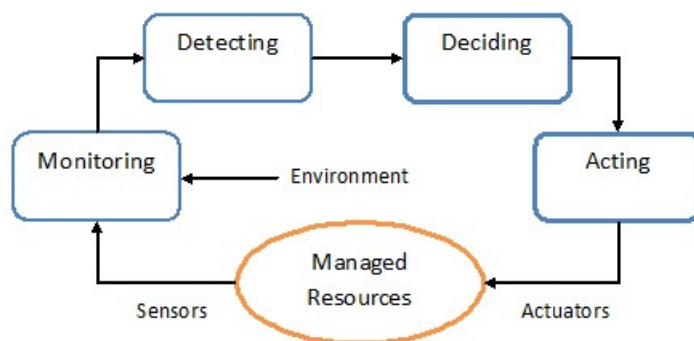 Detecting
Deciding
Monitoring
Environment
Acting
Managed
Resources
Sensors
Actuators